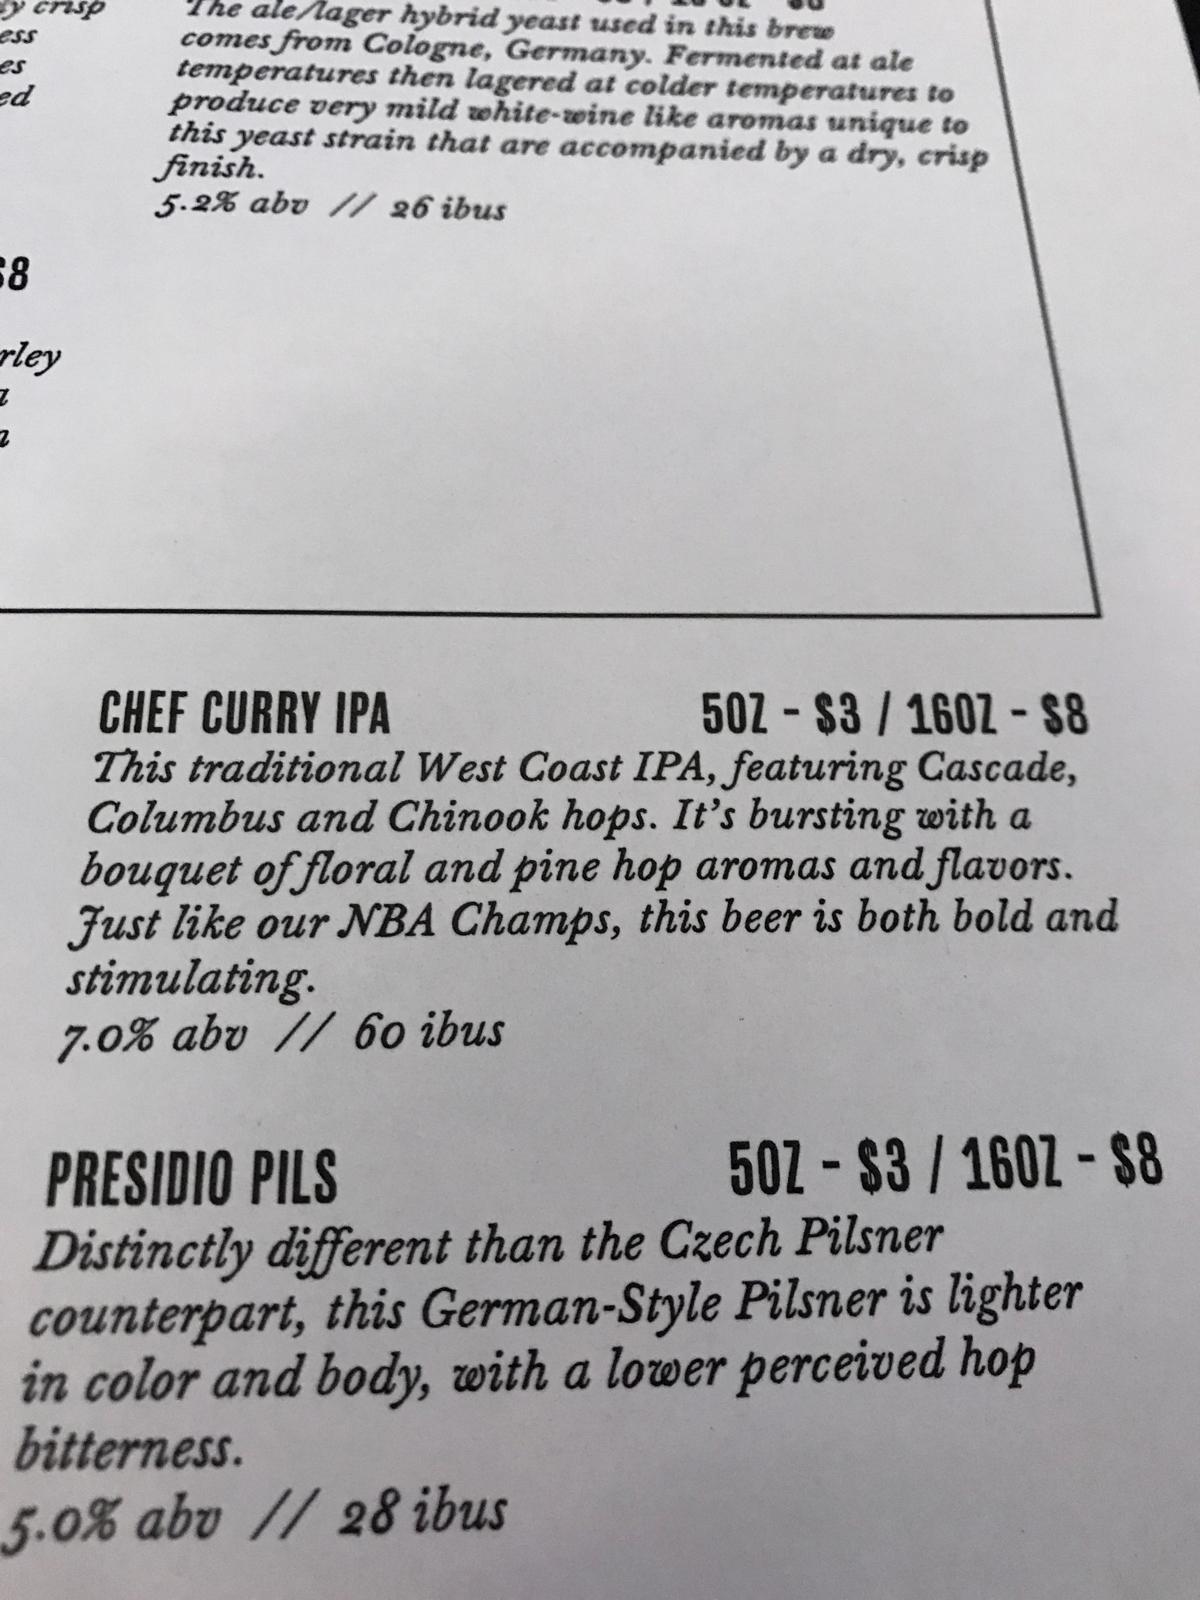 crisp
The ale/lager hybrid yeast used in this brew
comes from Cologne, Germany. Fermented at ale
temperatures then lagered at colder temperatures to
produce very mild white-wine like aromas unique to
this yeast strain that are accompanied by a dry, crisp
finish.
5.2% abv // 26 ibus
$8
CHEF CURRY IPA 5OZ - $3 / 16OZ - $8
This traditional West Coast IPA, featuring Cascade,
Columbus and Chinook hops. It's bursting with a
bouquet of floral and pine hop aromas and flavors.
Just like our NBA Champs, this beer is both bold and
stimulating.
7.0% abv // 60 ibus
PRESIDIO PILS 5OZ - $3 / 16OZ - $8
Distinctly different than the Czech Pilsner
counterpart, this German-Style Pilsner is lighter
in color and body, with a lower perceived hop
bitterness.
5.0% abv // 28 ibus